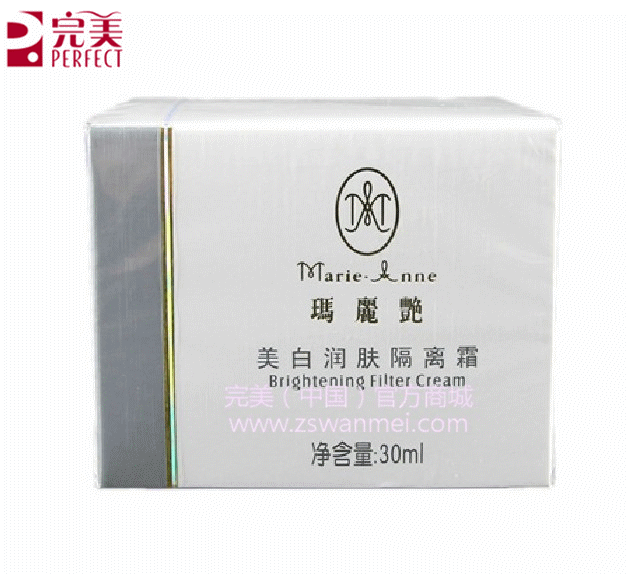 完美
PERFECT
Marie·Anne
瑪麗艷
美白润肤隔离霜
Brightening Filter Cream
完美（中国）官方商城
www.zswanmei.com
净含量:30ml